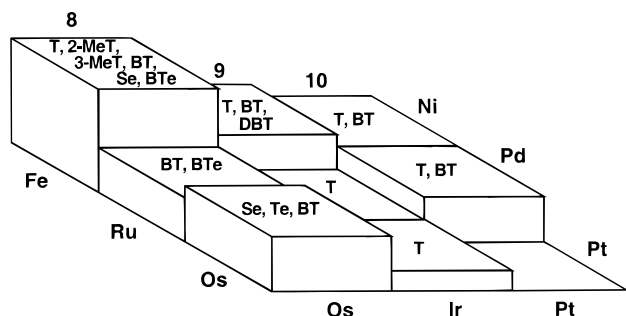 8
T, 2-MeT,
3-MeT, BT,
Se, BTe
9
T, BT,
DBT
10
T, BT
Ni
BT, BTe
T
T, BT
Pd
Fe
Se, Te, BT
T
Ru
Pt
Os
Os
Ir
Pt